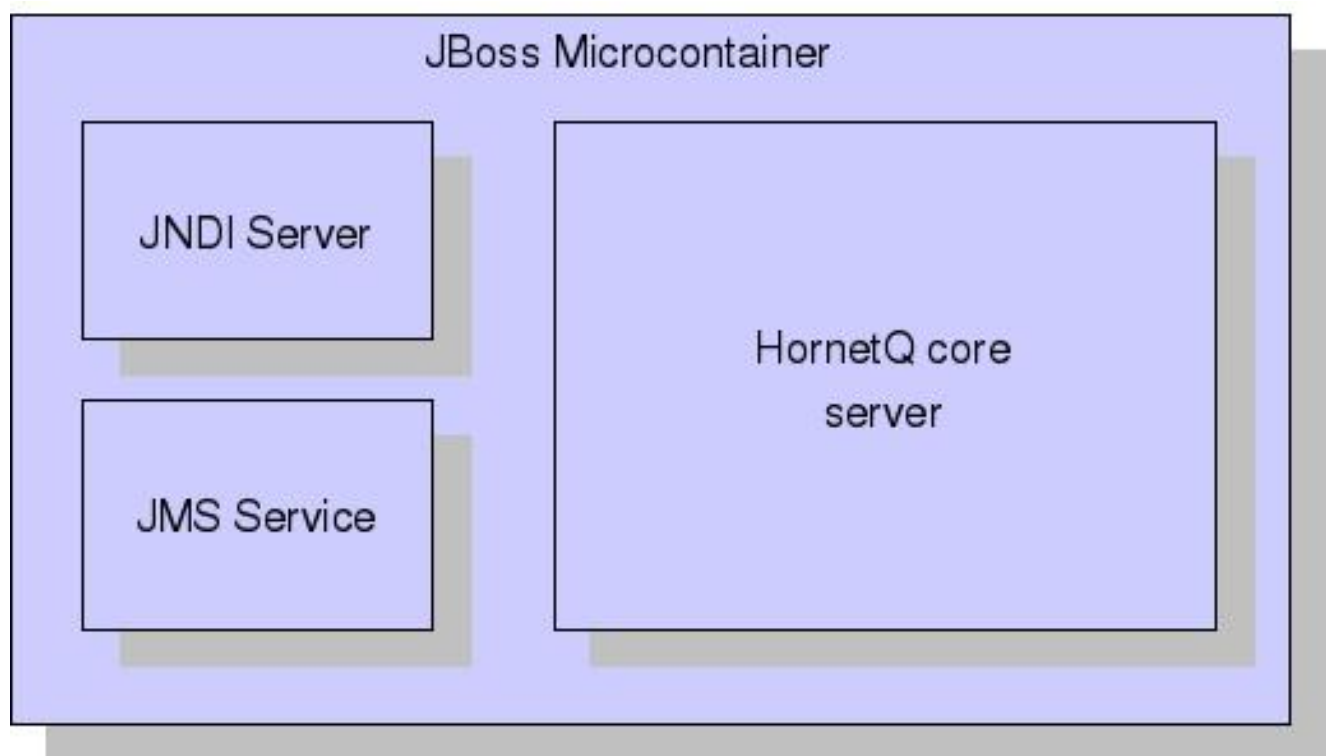 JBoss Microcontainer
JNDI Server
JMS Service
HornetQ core
server